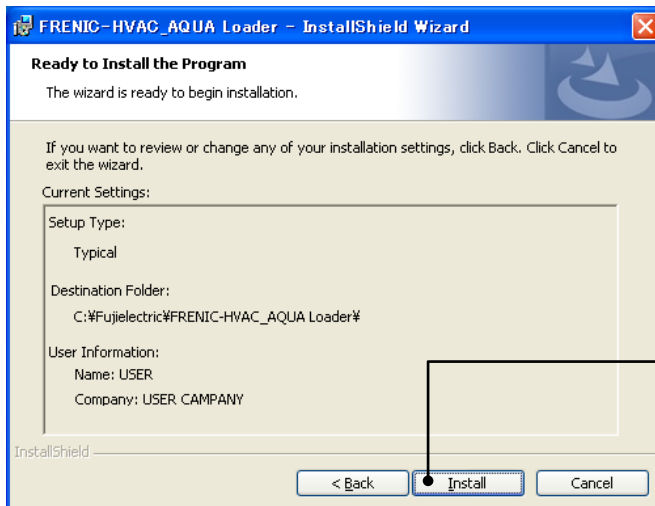 FRENIC-HVAC_AQUA Loader - InstallShield Wizard
Ready to Install the Program
The wizard is ready to begin installation.
If you want to review or change any of your installation settings, click Back. Click Cancel to
exit the wizard.
Current Settings:
Setup Type:
Typical
Destination Folder:
C:¥Fujielectric¥FRENIC-HVAC_AQUA Loader¥
User Information:
Name: USER
Company: USER CAMPANY
InstallShield
< Back
Install
Cancel